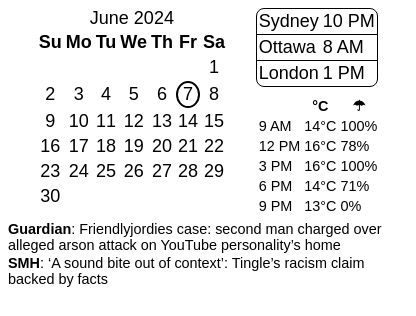 June 2024
Su Mo Tu We Th Fr Sa
1
2 3 4 5 6 7 8
9 10 11 12 13 14 15
16 17 18 19 20 21 22
23 24 25 26 27 28 29
30
Sydney 10 PM
Ottawa 8 AM
London 1 PM
°C ☂
9 AM 14°C 100%
12 PM 16°C 78%
3 PM 16°C 100%
6 PM 14°C 71%
9 PM 13°C 0%
Guardian: Friendlyjordies case: second man charged over
alleged arson attack on YouTube personality’s home
SMH: ‘A sound bite out of context’: Tingle’s racism claim
backed by facts